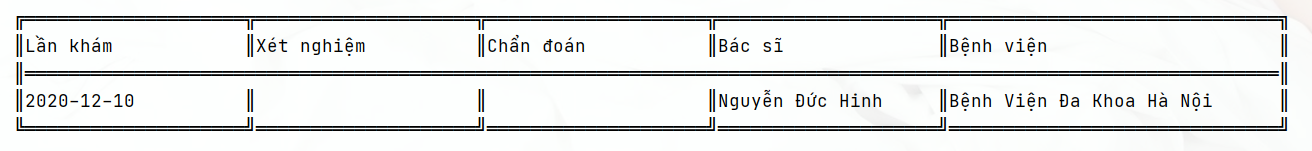 Lần khám Xét nghiệm Chẩn đoán Bác sĩ Bệnh viện
2020-12-10 Nguyễn Đức Hinh Bệnh Viện Đa Khoa Hà Nội